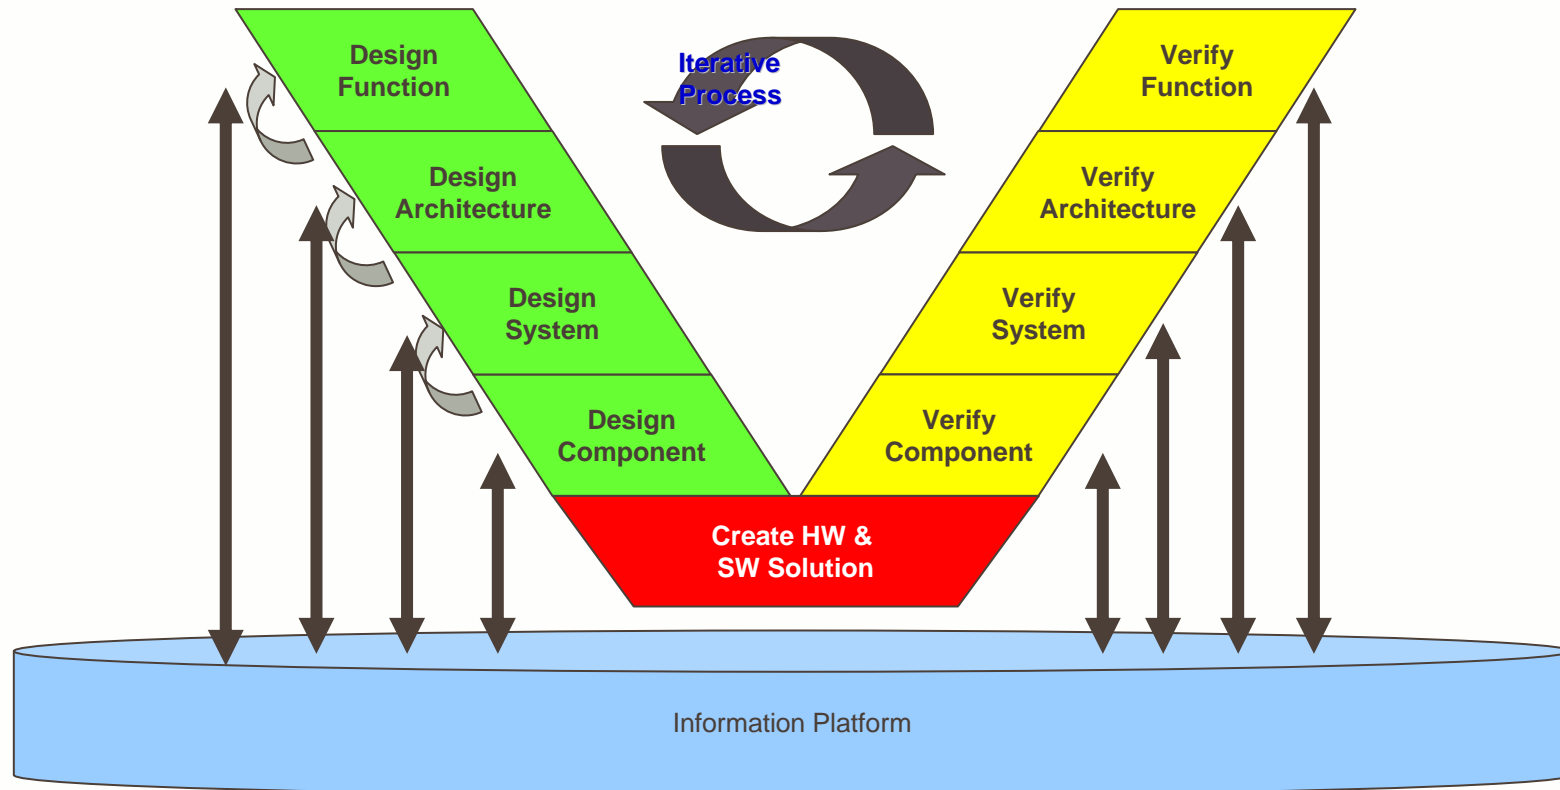 Design
Function
Iterative
Process
Verify
Function
Design
Architecture
Verify
Architecture
Design
System
Verify
System
Design
Component
Verify
Component
Create HW &
SW Solution
Information Platform